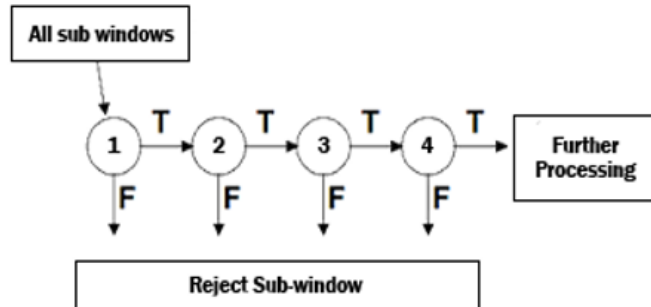 All sub windows
T T T T
1 2 3 4
Further
Processing
F F F F
Reject Sub-window